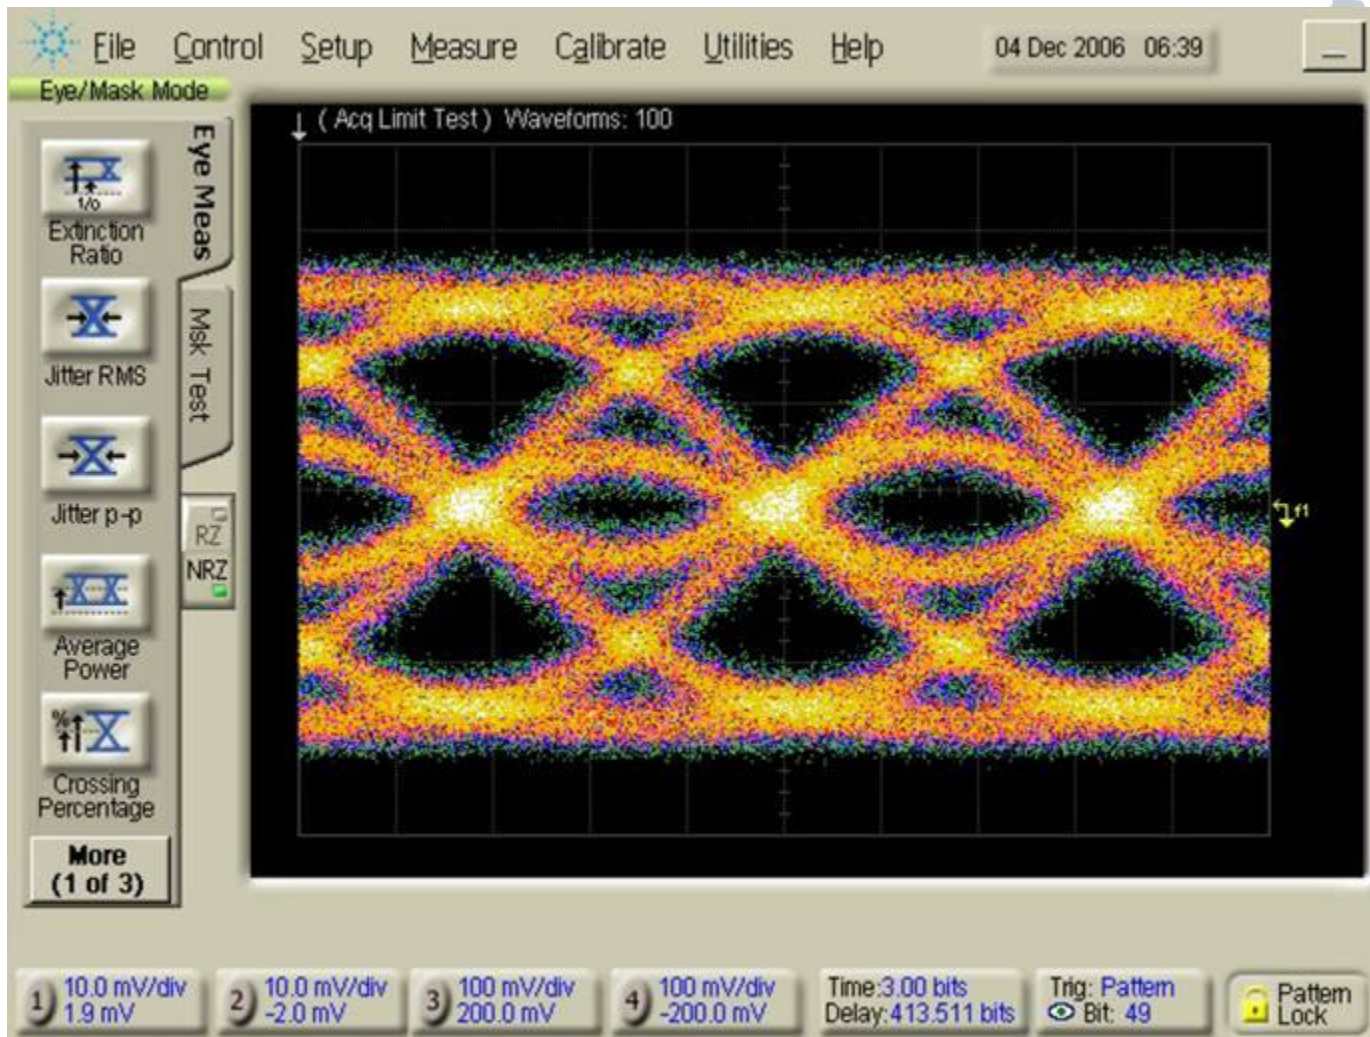 File Control Setup Measure Calibrate Utilities Help 04 Dec 2006 06:39
Eye/Mask Mode
( Acq Limit Test ) Waveforms: 100
Eye Meas
Msk Test
1/0
Extinction
Ratio
Jitter RMS
Jitter p-p
RZ
NRZ
Average
Power
%
Crossing
Percentage
More
(1 of 3)
f1
1 10.0 mV/div
1.9 mV
2 10.0 mV/div
-2.0 mV
3 100 mV/div
200.0 mV
4 100 mV/div
-200.0 mV
Time:3.00 bits
Delay:413.511 bits
Trig: Pattern
Bit: 49
Pattern
Lock